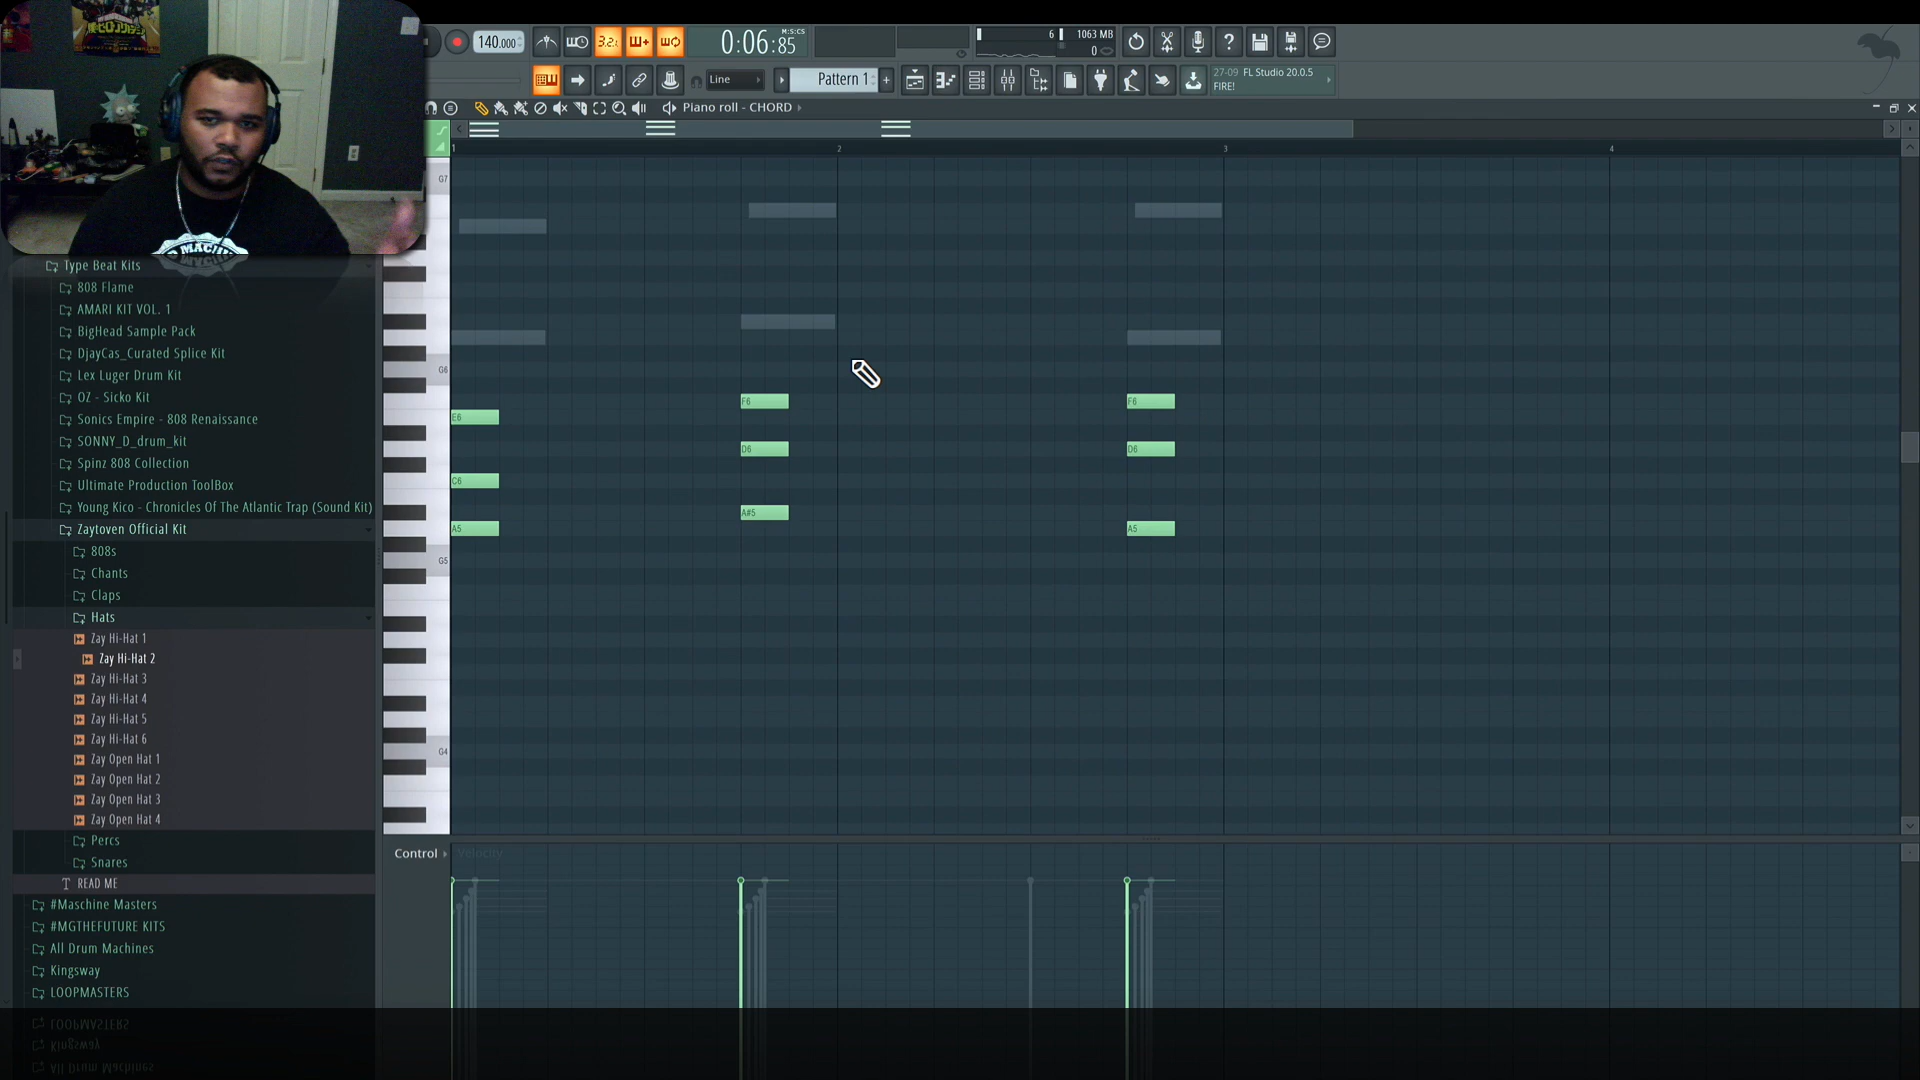 140.000
3.2.
0:06:85
M:S:CS
6
1063 MB
0
Line
Pattern 1
+
27-09 FL Studio 20.0.5
FIRE!
Piano roll - CHORD
1
2
3
4
G7
G6
G5
G4
F6
F6
E6
D6
D6
C6
A#5
A5
A5
MACHI
Type Beat Kits
808 Flame
AMARI KIT VOL. 1
BigHead Sample Pack
DjayCas_Curated Splice Kit
Lex Luger Drum Kit
OZ - Sicko Kit
Sonics Empire - 808 Renaissance
SONNY_D_drum_kit
Spinz 808 Collection
Ultimate Production ToolBox
Young Kico - Chronicles Of The Atlantic Trap (Sound Kit)
Zaytoven Official Kit
808s
Chants
Claps
Hats
Zay Hi-Hat 1
Zay Hi-Hat 2
Zay Hi-Hat 3
Zay Hi-Hat 4
Zay Hi-Hat 5
Zay Hi-Hat 6
Zay Open Hat 1
Zay Open Hat 2
Zay Open Hat 3
Zay Open Hat 4
Percs
Snares
READ ME
#Maschine Masters
#MGTHEFUTURE KITS
All Drum Machines
Kingsway
LOOPMASTERS
Control
Velocity